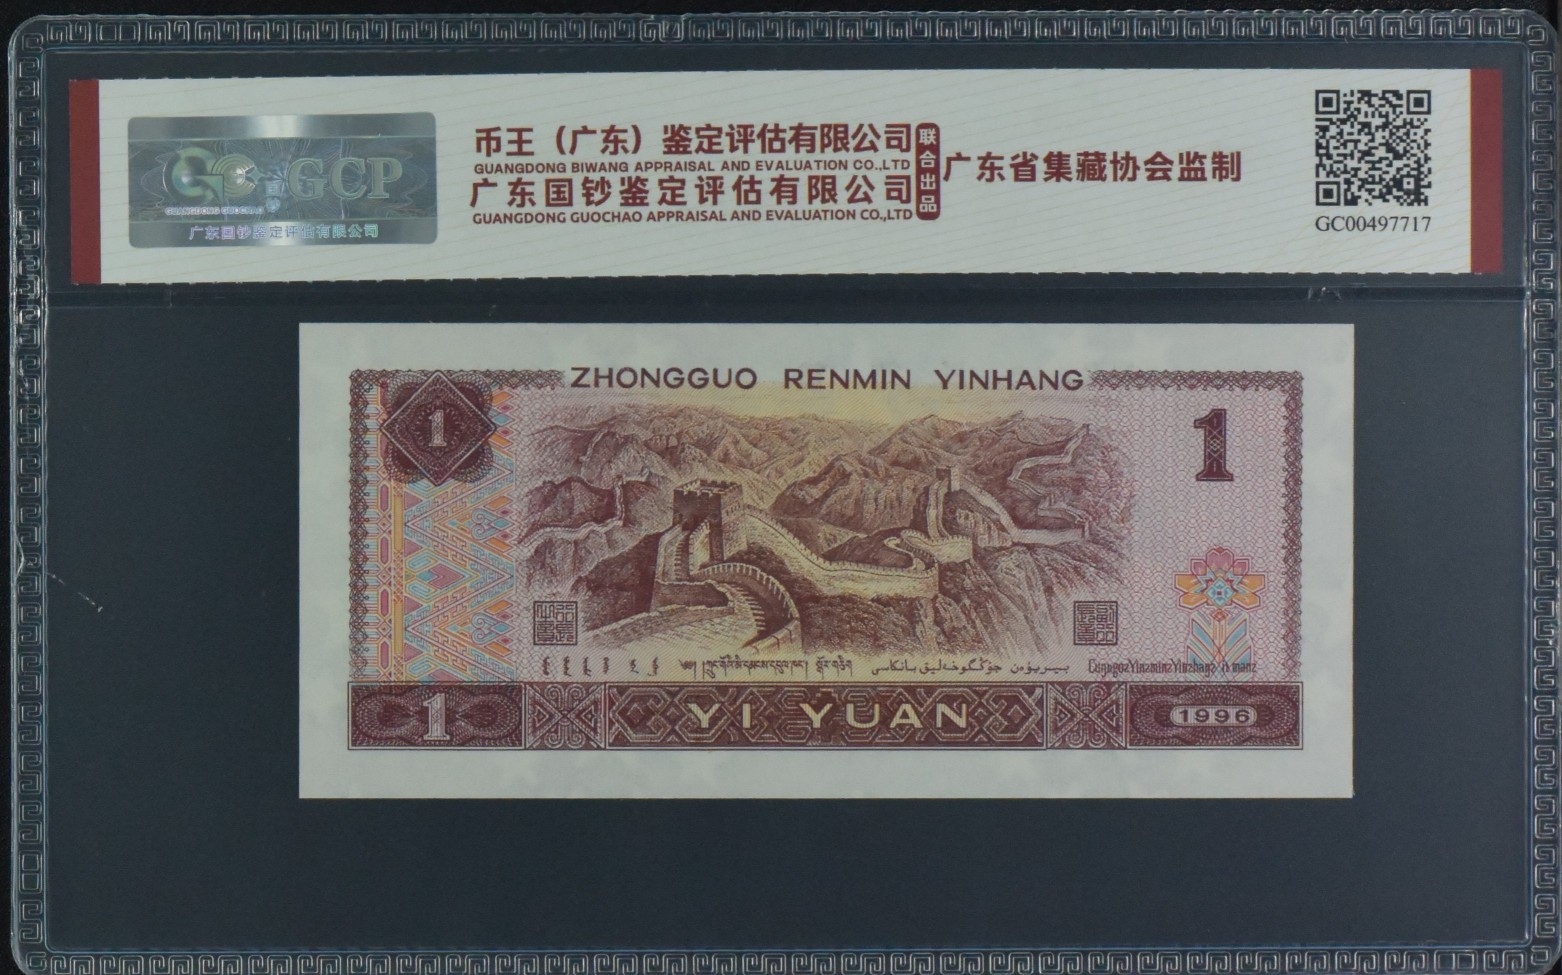 GCP
GUANGDONG GUOCHAO
广东国钞鉴定评估有限公司
币王（广东）鉴定评估有限公司
GUANGDONG BIWANG APPRAISAL AND EVALUATION CO.,LTD
广东国钞鉴定评估有限公司
GUANGDONG GUOCHAO APPRAISAL AND EVALUATION CO.,LTD
联合出品
广东省集藏协会监制
GC00497717
ZHONGGUO RENMIN YINHANG
1
1
1
YI YUAN
1996